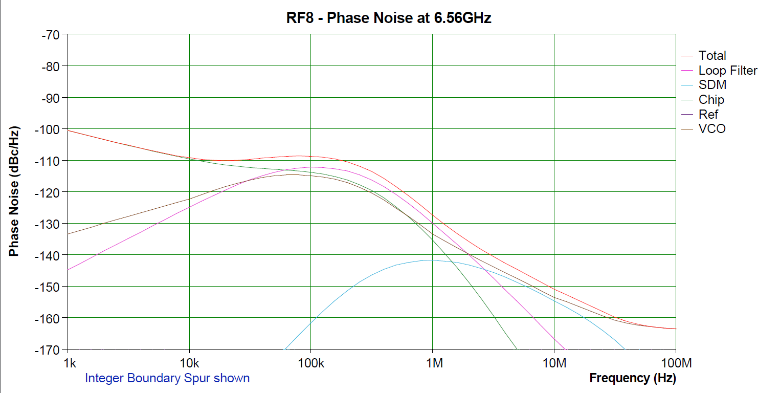 RF8 - Phase Noise at 6.56GHz
-70
-80
-90
-100
-110
-120
-130
-140
-150
-160
-170
Phase Noise (dBc/Hz)
1k 10k 100k 1M 10M 100M
Integer Boundary Spur shown
Frequency (Hz)
Total
Loop Filter
SDM
Chip
Ref
VCO